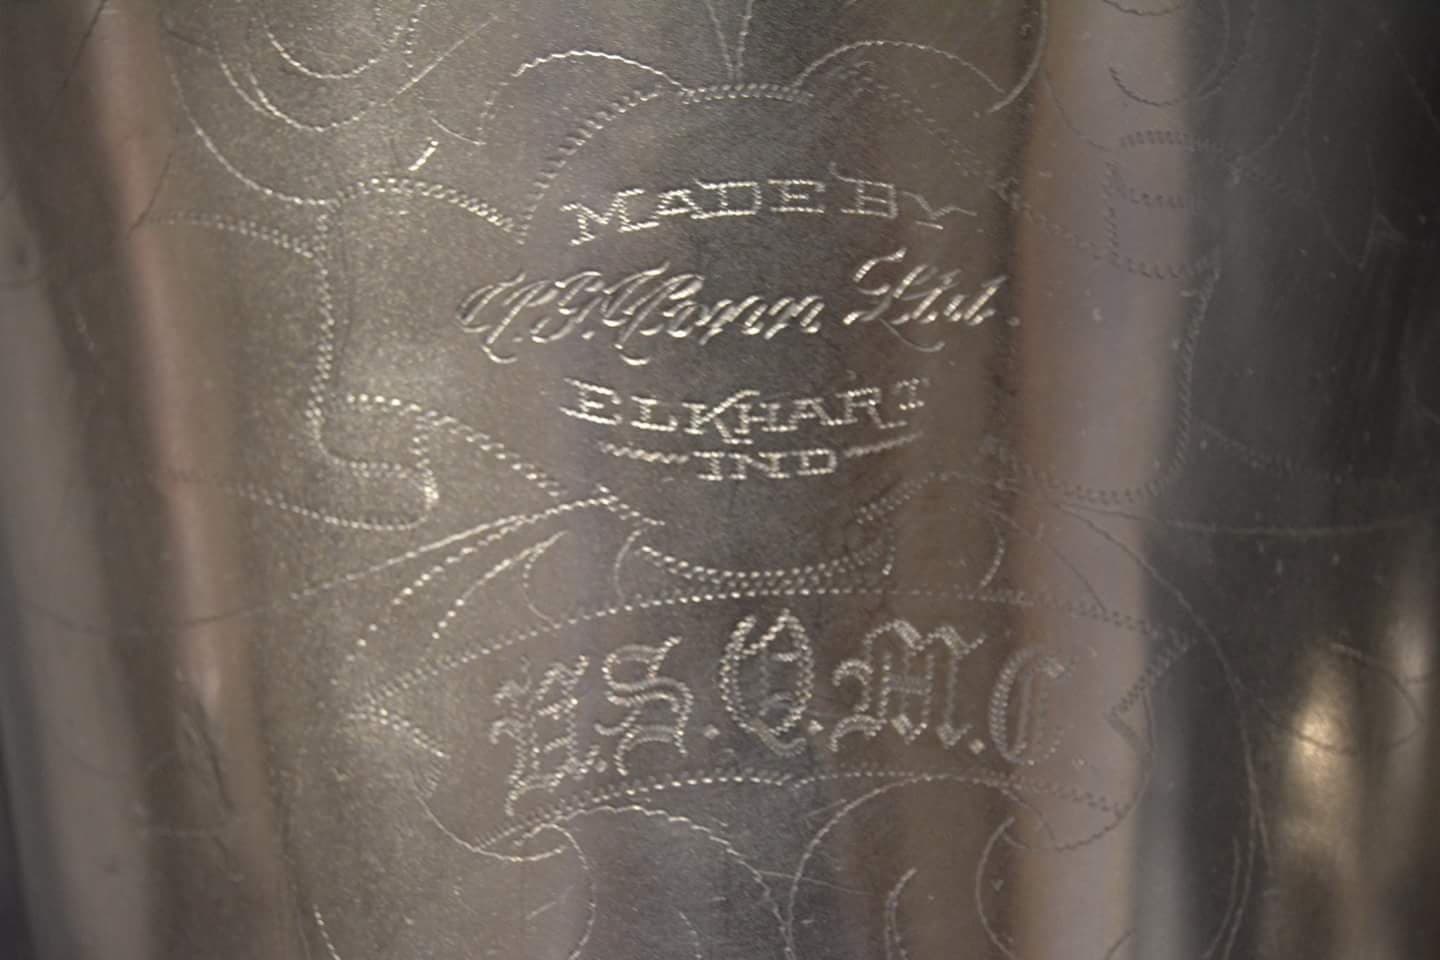 MADE BY
C.G. Conn Ltd.
ELKHART
IND
U.S.Q.M.C